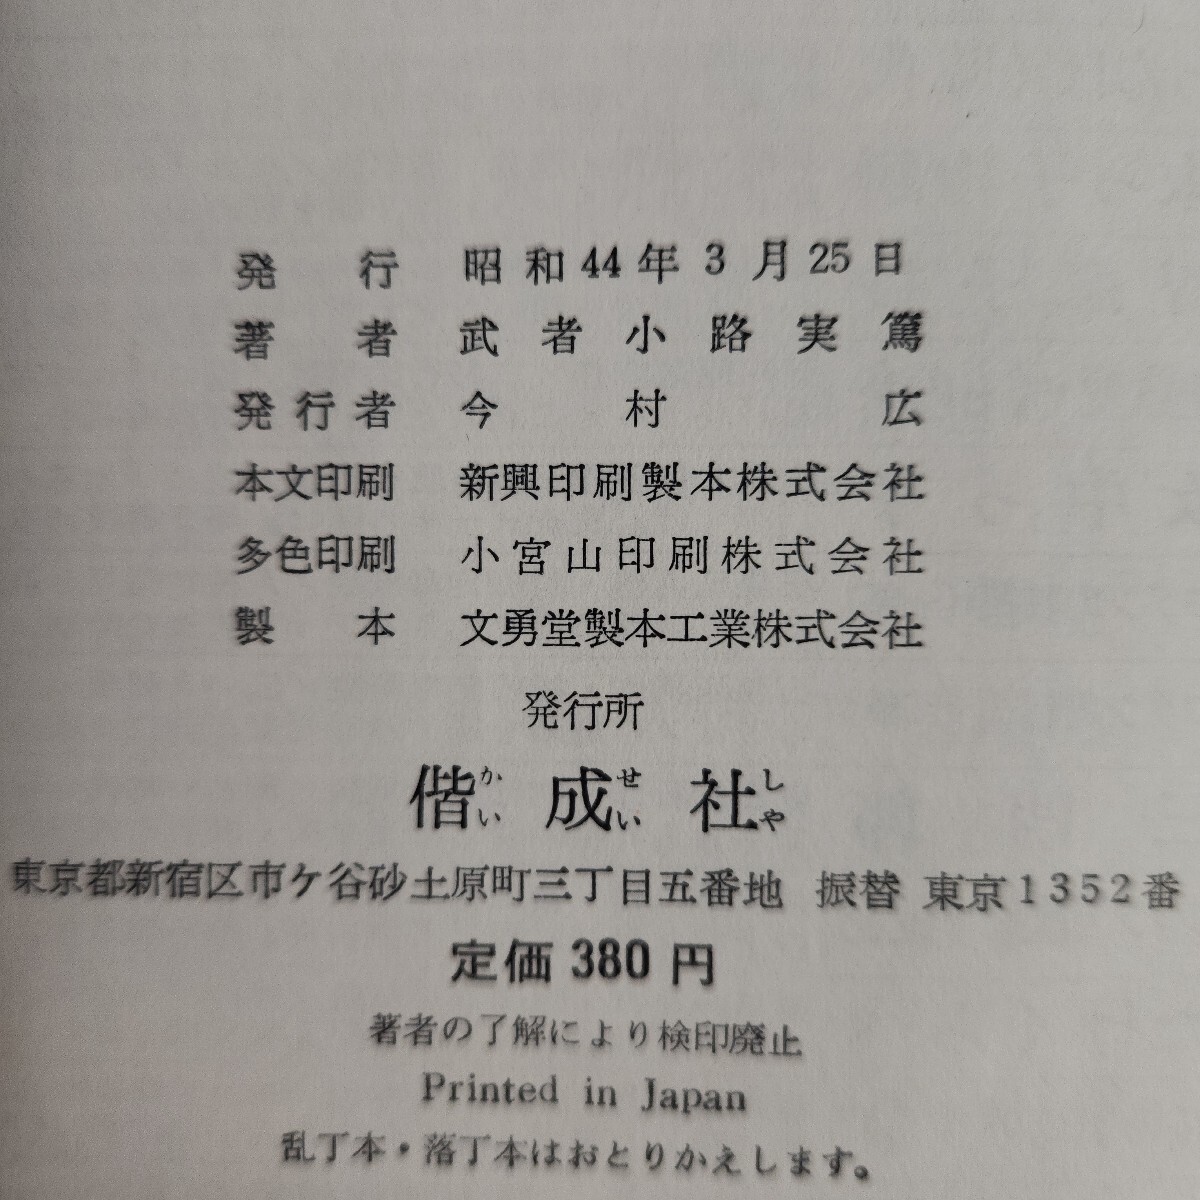 発行 昭和44年3月25日
著者 武者小路実篤
発行者 今村広
本文印刷 新興印刷製本株式会社
多色印刷 小宮山印刷株式会社
製本 文勇堂製本工業株式会社
発行所
偕成社
かい せい しや
東京都新宿区市ケ谷砂土原町三丁目五番地 振替 東京1352番
定価 380 円
著者の了解により検印廃止
Printed in Japan
乱丁本・落丁本はおとりかえします。